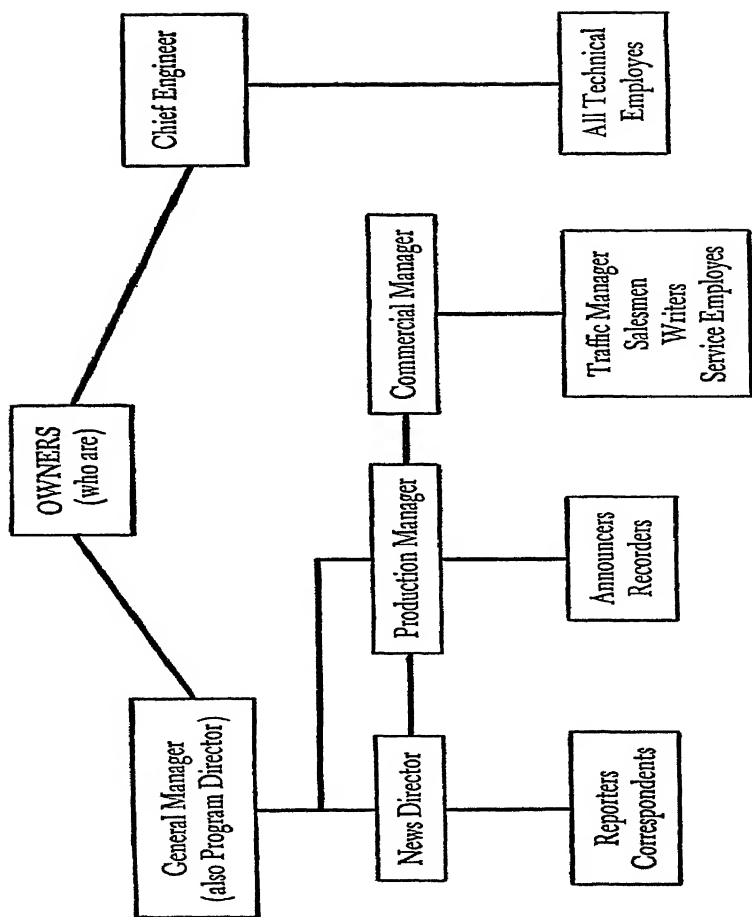 OWNERS
(who are)
General Manager
(also Program Director)
Chief Engineer
News Director
Production Manager
Commercial Manager
Reporters
Correspondents
Announcers
Recorders
Traffic Manager
Salesmen
Writers
Service Employes
All Technical
Employes